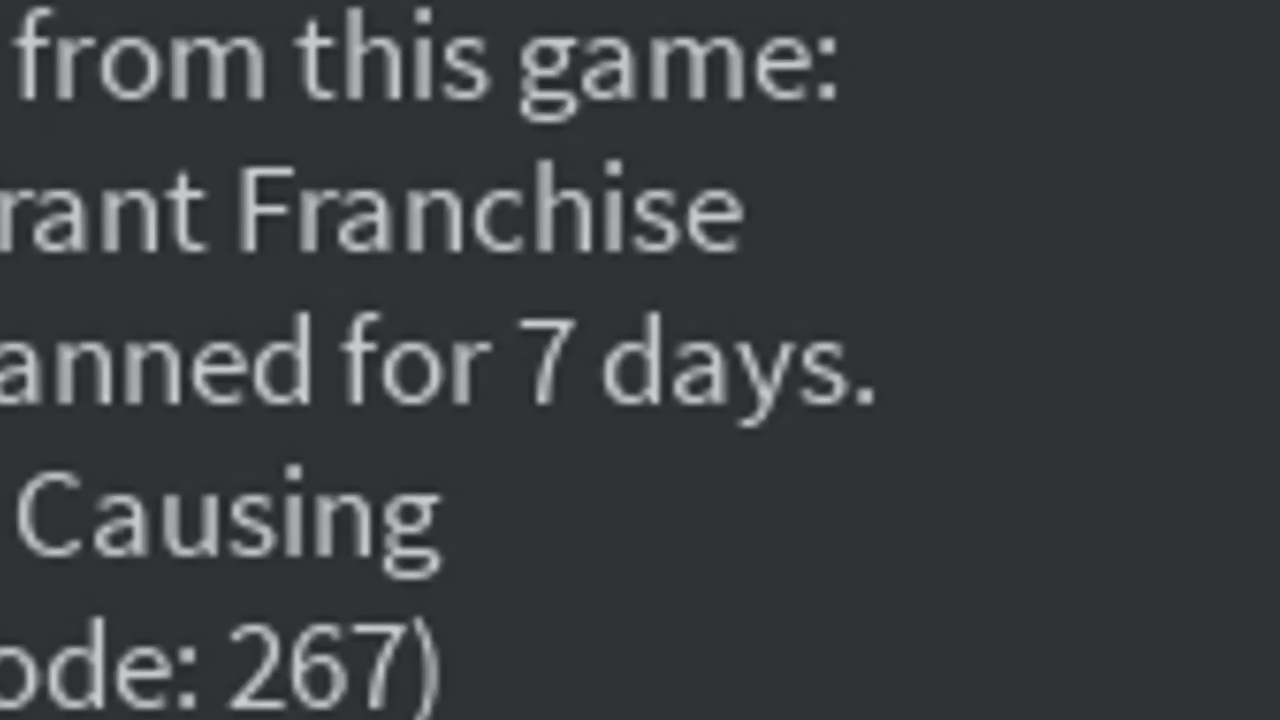 from this game:
rant Franchise
anned for 7 days.
Causing
ode: 267)